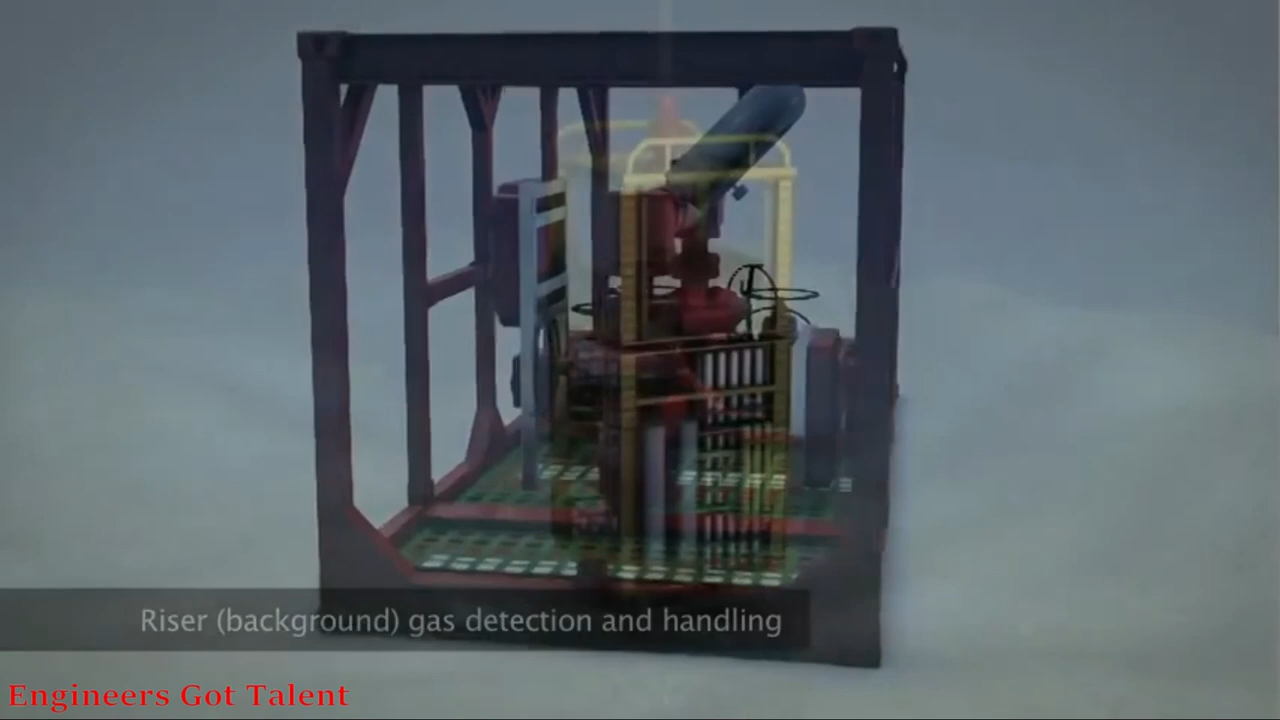 Riser (background) gas detection and handling
Engineers Got Talent